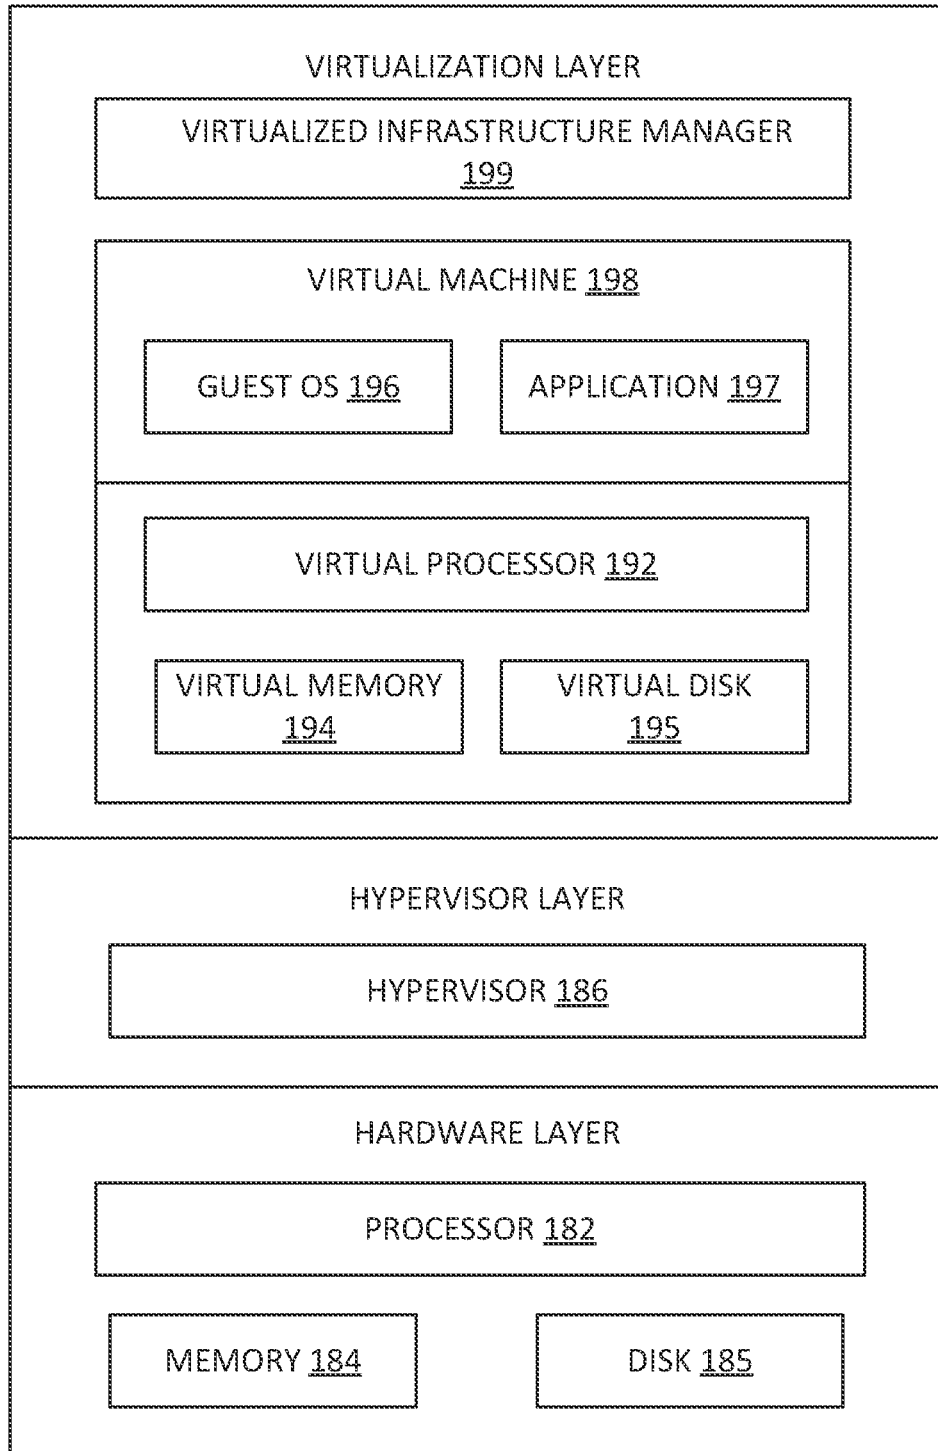 VIRTUALIZATION LAYER
VIRTUALIZED INFRASTRUCTURE MANAGER
199
VIRTUAL MACHINE 198
GUEST OS 196
APPLICATION 197
VIRTUAL PROCESSOR 192
VIRTUAL MEMORY
194
VIRTUAL DISK
195
HYPERVISOR LAYER
HYPERVISOR 186
HARDWARE LAYER
PROCESSOR 182
MEMORY 184
DISK 185